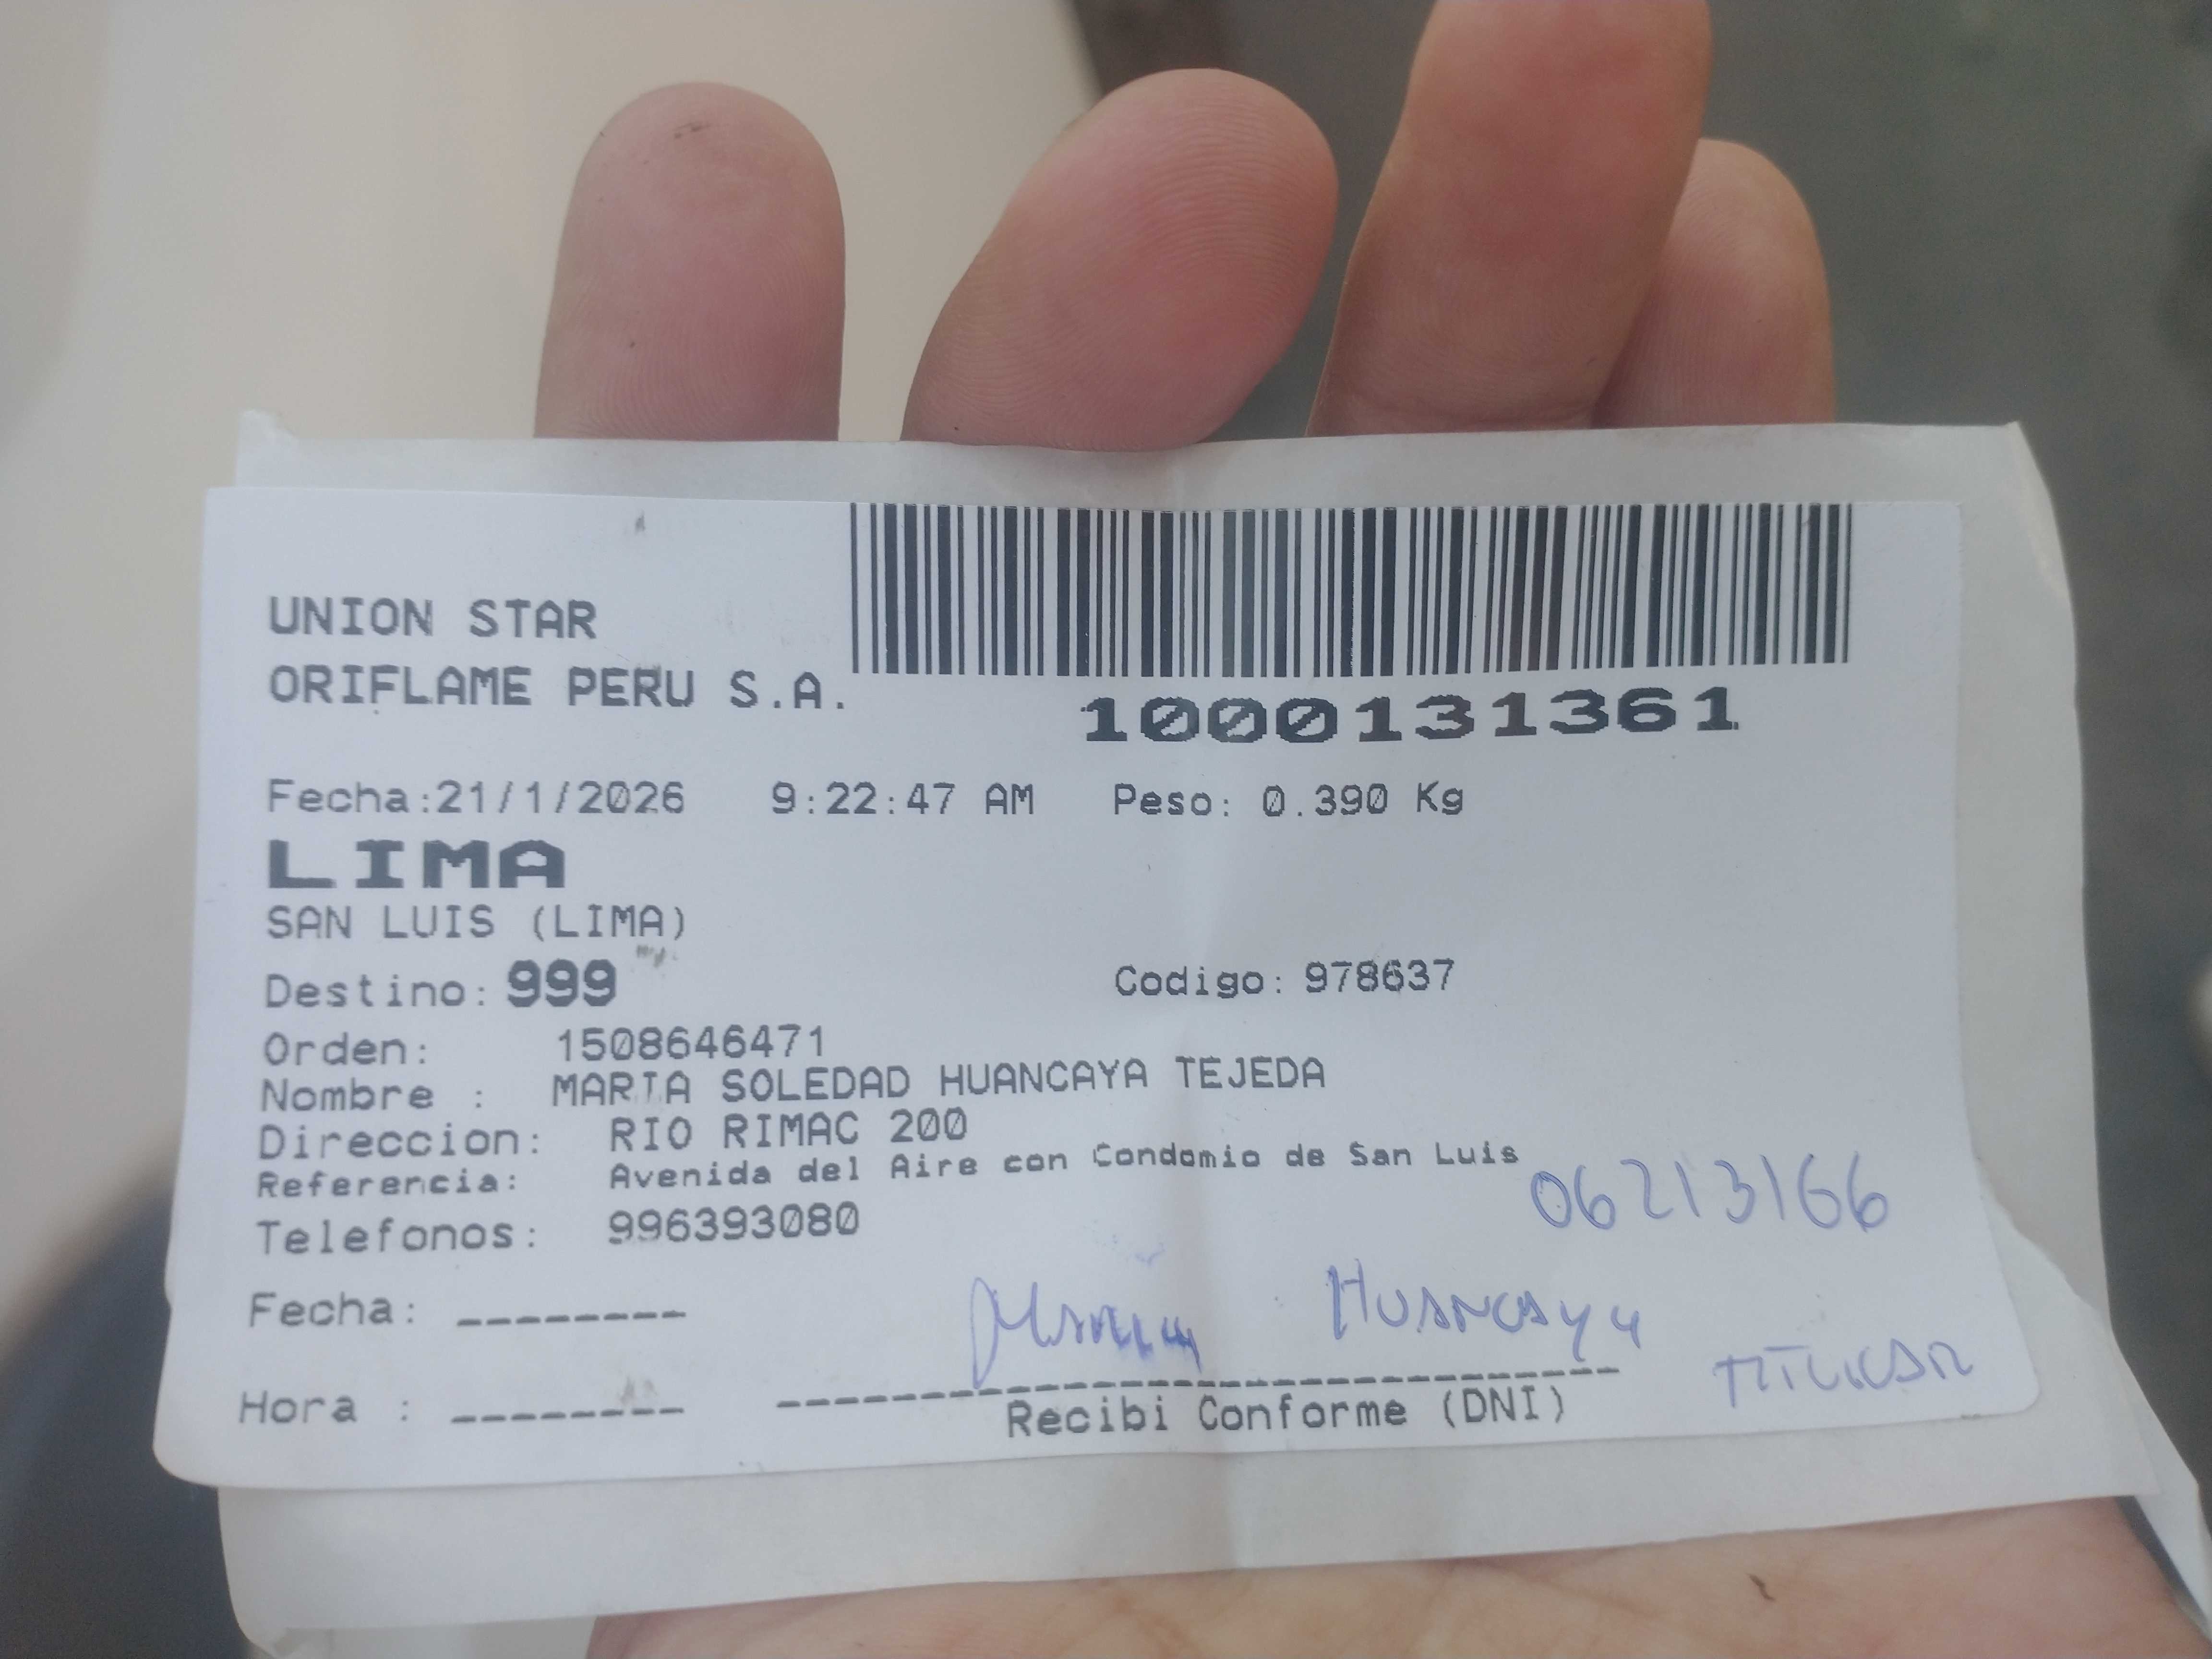 UNION STAR
ORIFLAME PERU S.A.
1000131361
Fecha:21/1/2026 9:22:47 AM Peso: 0.390 Kg
LIMA
SAN LUIS (LIMA)
Destino: 999 Codigo: 978637
Orden: 1508646471
Nombre : MARIA SOLEDAD HUANCAYA TEJEDA
Direccion: RIO RIMAC 200
Referencia: Avenida del Aire con Condomio de San Luis
Telefonos: 996393080
06213166
Fecha: --------
Maria Huancaya
Titular
Hora : --------
Recibi Conforme (DNI)